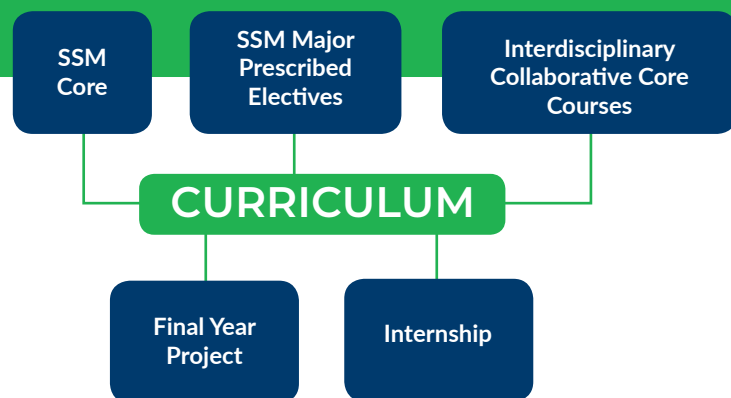 SSM
Core
SSM Major
Prescribed
Electives
Interdisciplinary
Collaborative Core
Courses
CURRICULUM
Final Year
Project
Internship